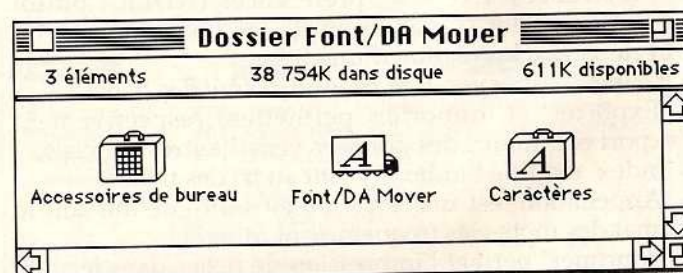 Dossier Font/DA Mover
3 éléments 38 754K dans disque 611K disponibles
Accessoires de bureau Font/DA Mover Caractères